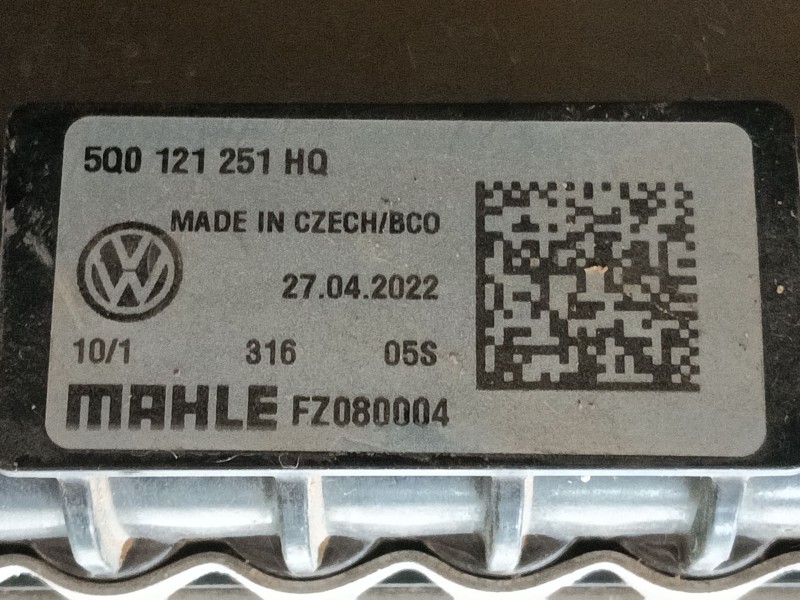 5Q0 121 251 HQ
MADE IN CZECH/BCO
27.04.2022
10/1 316 05S
MAHLE FZ080004